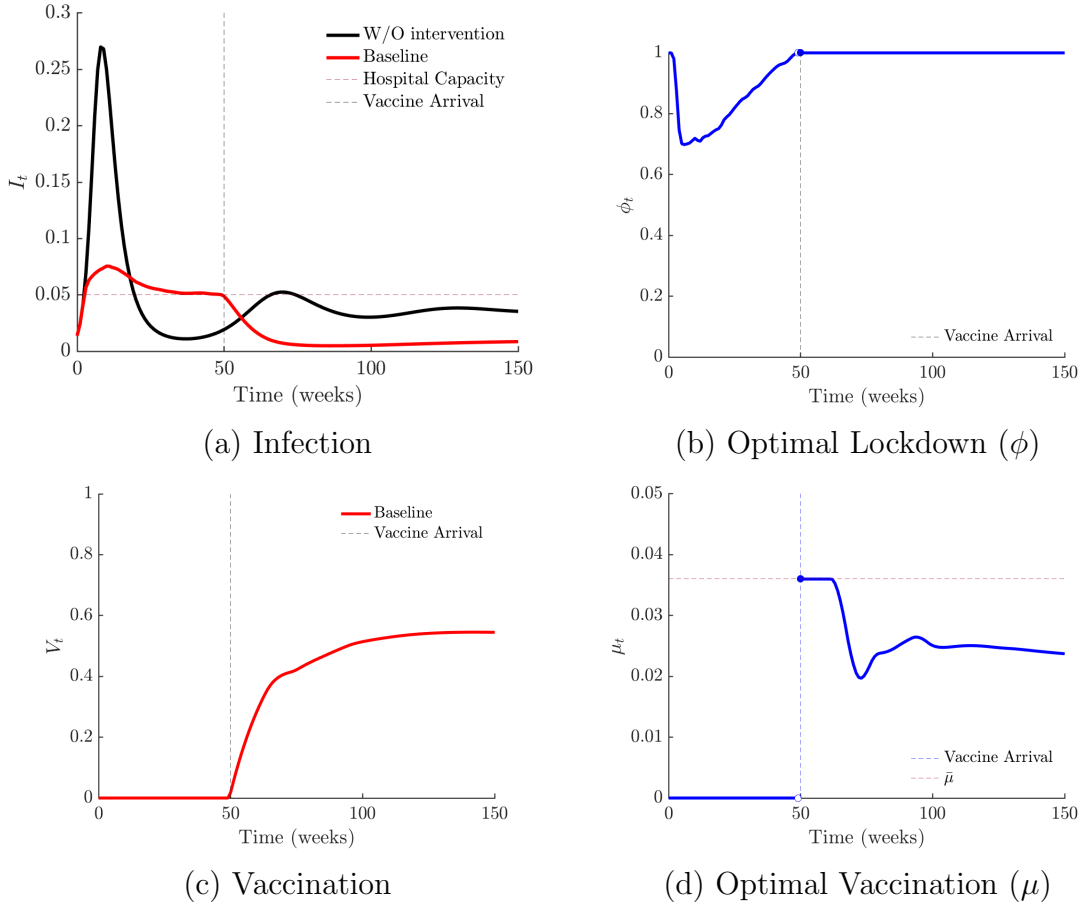 0.3
0.25
0.2
0.15
0.1
0.05
0
I_t
0 50 100 150
Time (weeks)
W/O intervention
Baseline
Hospital Capacity
Vaccine Arrival
(a) Infection
1
0.8
0.6
0.4
0.2
0
ϕ_t
0 50 100 150
Time (weeks)
Vaccine Arrival
(b) Optimal Lockdown (ϕ)
1
0.8
0.6
0.4
0.2
0
V_t
0 50 100 150
Time (weeks)
Baseline
Vaccine Arrival
(c) Vaccination
0.05
0.04
0.03
0.02
0.01
0
μ_t
0 50 100 150
Time (weeks)
Vaccine Arrival
μ̄
(d) Optimal Vaccination (μ)